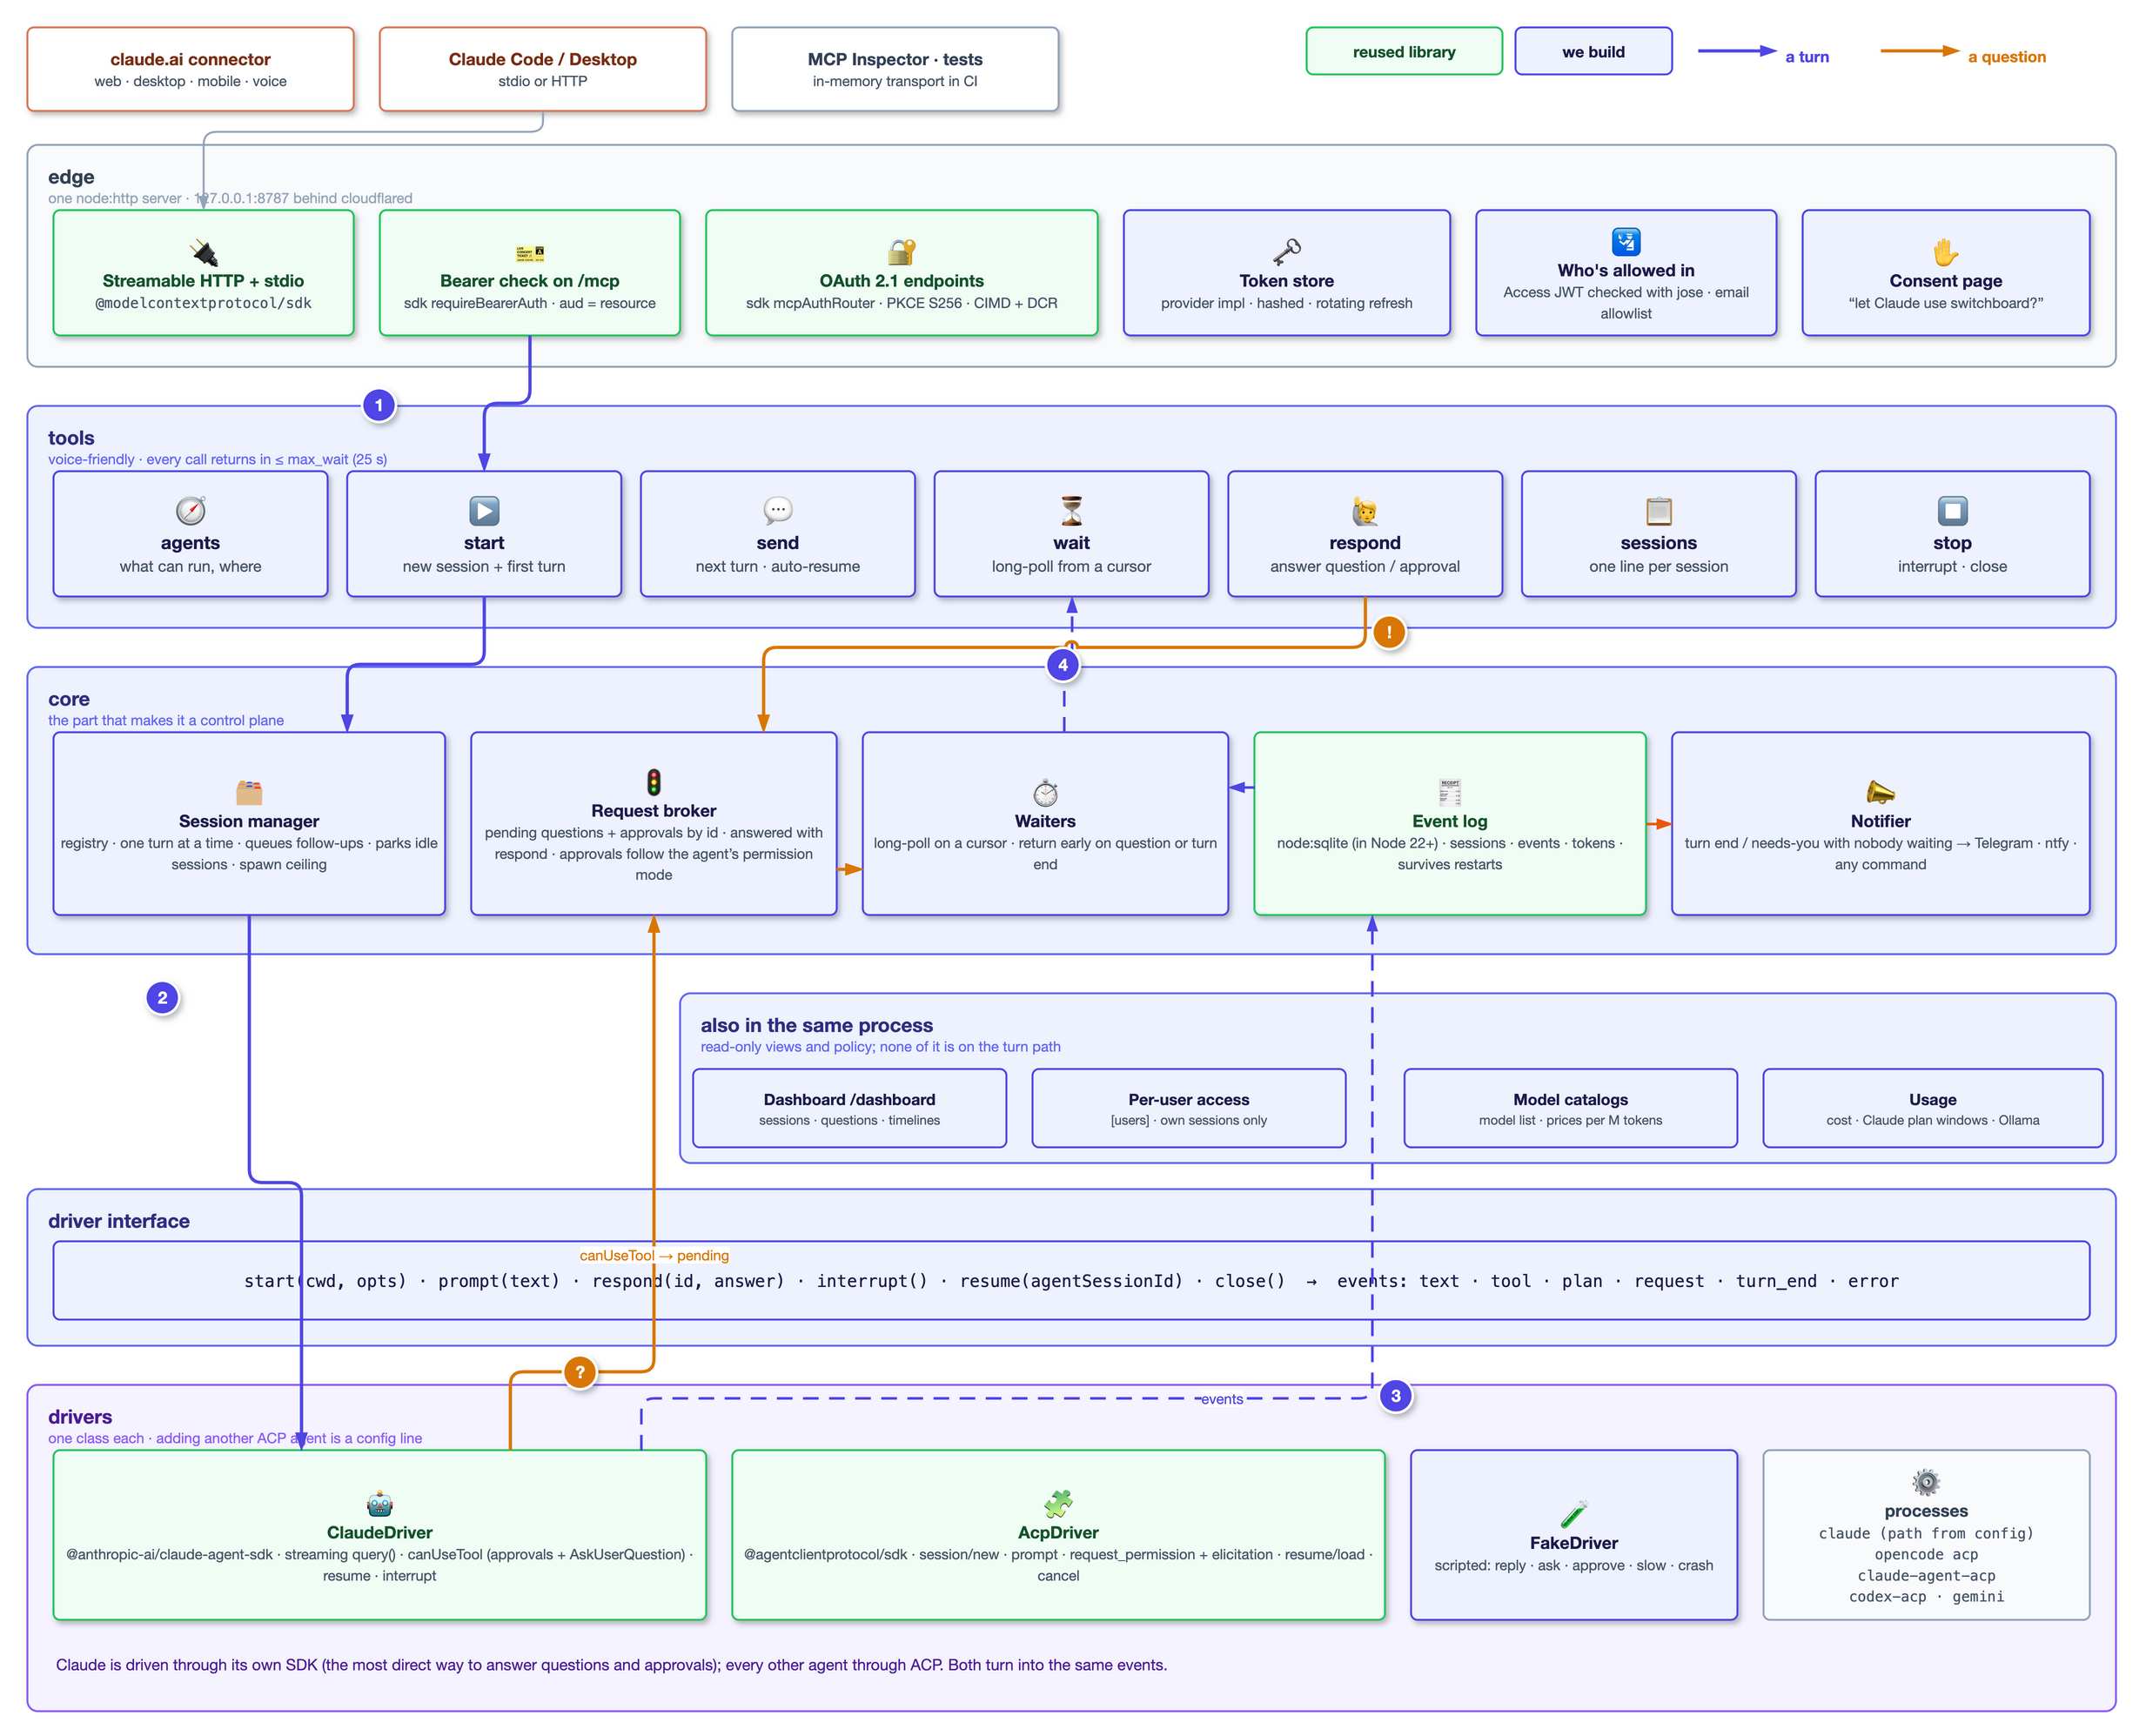 claude.ai connector
web · desktop · mobile · voice
Claude Code / Desktop
stdio or HTTP
MCP Inspector · tests
in-memory transport in CI
reused library
we build
a turn
a question
edge
one node:http server · 127.0.0.1:8787 behind cloudflared
Streamable HTTP + stdio
@modelcontextprotocol/sdk
Bearer check on /mcp
sdk requireBearerAuth · aud = resource
OAuth 2.1 endpoints
sdk mcpAuthRouter · PKCE S256 · CIMD + DCR
Token store
provider impl · hashed · rotating refresh
Who's allowed in
Access JWT checked with jose · email
allowlist
Consent page
“let Claude use switchboard?”
1
tools
voice-friendly · every call returns in ≤ max_wait (25 s)
agents
what can run, where
start
new session + first turn
send
next turn · auto-resume
wait
long-poll from a cursor
respond
answer question / approval
sessions
one line per session
stop
interrupt · close
!
4
core
the part that makes it a control plane
Session manager
registry · one turn at a time · queues follow-ups · parks idle
sessions · spawn ceiling
Request broker
pending questions + approvals by id · answered with
respond · approvals follow the agent’s permission
mode
Waiters
long-poll on a cursor · return early on question or turn
end
RECEIPT
Event log
node:sqlite (in Node 22+) · sessions · events · tokens ·
survives restarts
Notifier
turn end / needs-you with nobody waiting → Telegram · ntfy ·
any command
2
also in the same process
read-only views and policy; none of it is on the turn path
Dashboard /dashboard
sessions · questions · timelines
Per-user access
[users] · own sessions only
Model catalogs
model list · prices per M tokens
Usage
cost · Claude plan windows · Ollama
driver interface
canUseTool → pending
start(cwd, opts) · prompt(text) · respond(id, answer) · interrupt() · resume(agentSessionId) · close() → events: text · tool · plan · request · turn_end · error
?
events
3
drivers
one class each · adding another ACP agent is a config line
ClaudeDriver
@anthropic-ai/claude-agent-sdk · streaming query() · canUseTool (approvals + AskUserQuestion) ·
resume · interrupt
AcpDriver
@agentclientprotocol/sdk · session/new · prompt · request_permission + elicitation · resume/load ·
cancel
FakeDriver
scripted: reply · ask · approve · slow · crash
processes
claude (path from config)
opencode acp
claude-agent-acp
codex-acp · gemini
Claude is driven through its own SDK (the most direct way to answer questions and approvals); every other agent through ACP. Both turn into the same events.